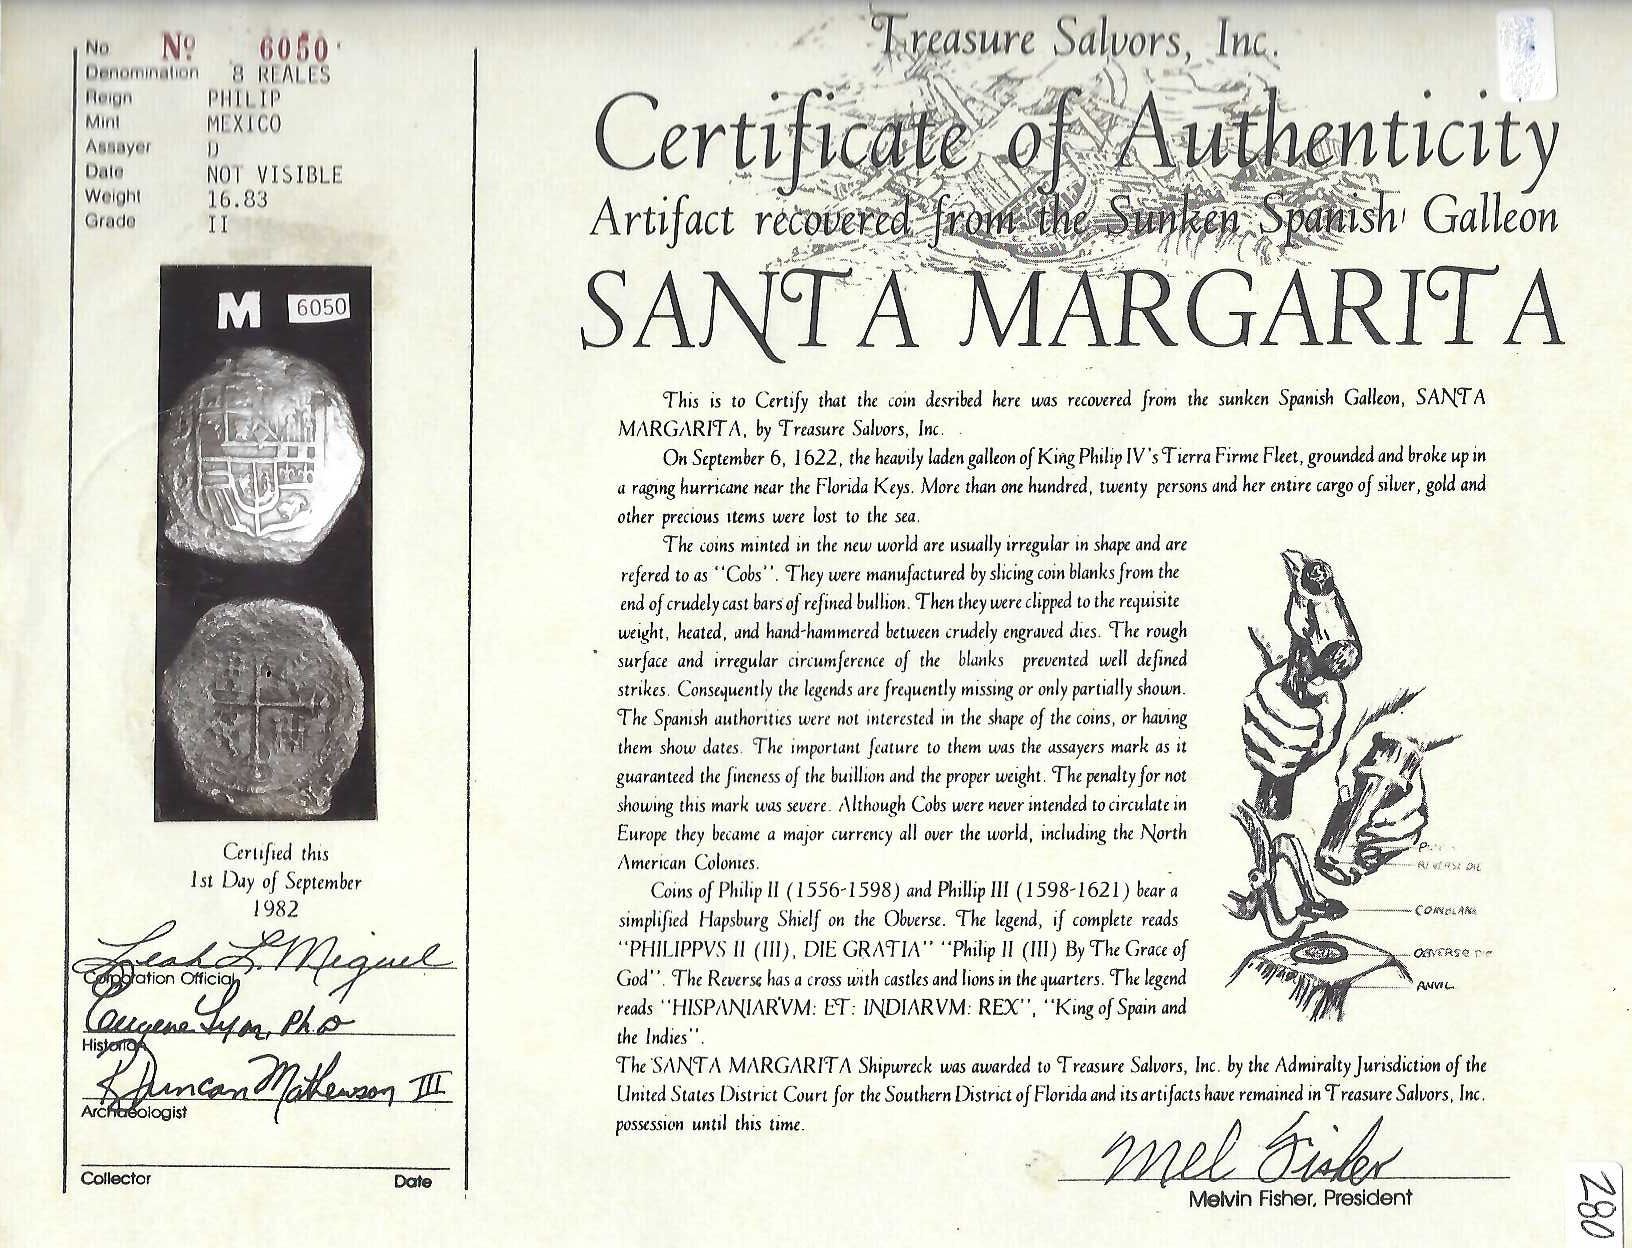 No Nº 6050
Denomination 8 REALES
Reign PHILIP
Mint MEXICO
Assayer D
Date NOT VISIBLE
Weight 16.83
Grade II
M 6050
Certified this
1st Day of September
1982
Leah L. Miguel
Corporation Official
Eugene Lyon, Ph.D
Historian
R Duncan Mathewson III
Archaeologist
Collector Date
Treasure Salvors, Inc.
Certificate of Authenticity
Artifact recovered from the Sunken Spanish Galleon
SANTA MARGARITA
This is to Certify that the coin desribed here was recovered from the sunken Spanish Galleon, SANTA
MARGARITA, by Treasure Salvors, Inc.
On September 6, 1622, the heavily laden galleon of King Philip IV's Tierra Firme Fleet, grounded and broke up in
a raging hurricane near the Florida Keys. More than one hundred, twenty persons and her entire cargo of silver, gold and
other precious items were lost to the sea.
The coins minted in the new world are usually irregular in shape and are
refered to as "Cobs". They were manufactured by slicing coin blanks from the
end of crudely cast bars of refined bullion. Then they were clipped to the requisite
weight, heated, and hand-hammered between crudely engraved dies. The rough
surface and irregular circumference of the blanks prevented well defined
strikes. Consequently the legends are frequently missing or only partially shown.
The Spanish authorities were not interested in the shape of the coins, or having
them show dates. The important feature to them was the assayers mark as it
guaranteed the fineness of the buillion and the proper weight. The penalty for not
showing this mark was severe. Although Cobs were never intended to circulate in
Europe they became a major currency all over the world, including the North
American Colonies.
Coins of Philip II (1556-1598) and Phillip III (1598-1621) bear a
simplified Hapsburg Shielf on the Obverse. The legend, if complete reads
"PHILIPPVS II (III), DIE GRATIA" "Philip II (III) By The Grace of
God". The Reverse has a cross with castles and lions in the quarters. The legend
reads "HISPANIARVM: ET: INDIARVM: REX", "King of Spain and
the Indies".
The SANTA MARGARITA Shipwreck was awarded to Treasure Salvors, Inc. by the Admiralty Jurisdiction of the
United States District Court for the Southern District of Florida and its artifacts have remained in Treasure Salvors, Inc.
possession until this time.
REVERSE DIE
COINBLANK
OBVERSE DIE
ANVIL
Mel Fisher
Melvin Fisher, President
280